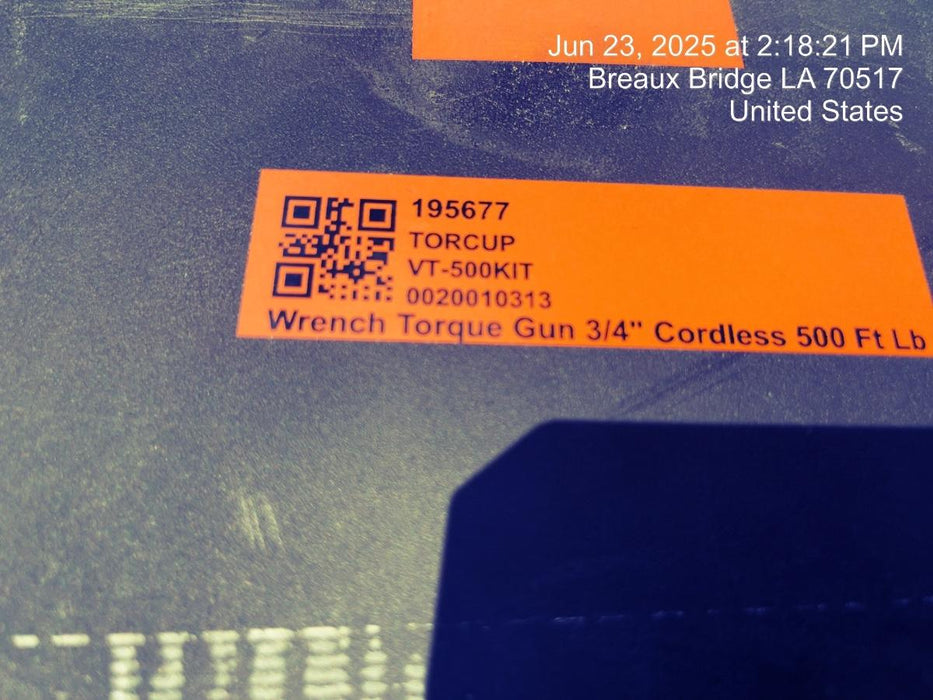 Jun 23, 2025 at 2:18:21 PM
Breaux Bridge LA 70517
United States
195677
TORCUP
VT-500KIT
0020010313
Wrench Torque Gun 3/4" Cordless 500 Ft Lb